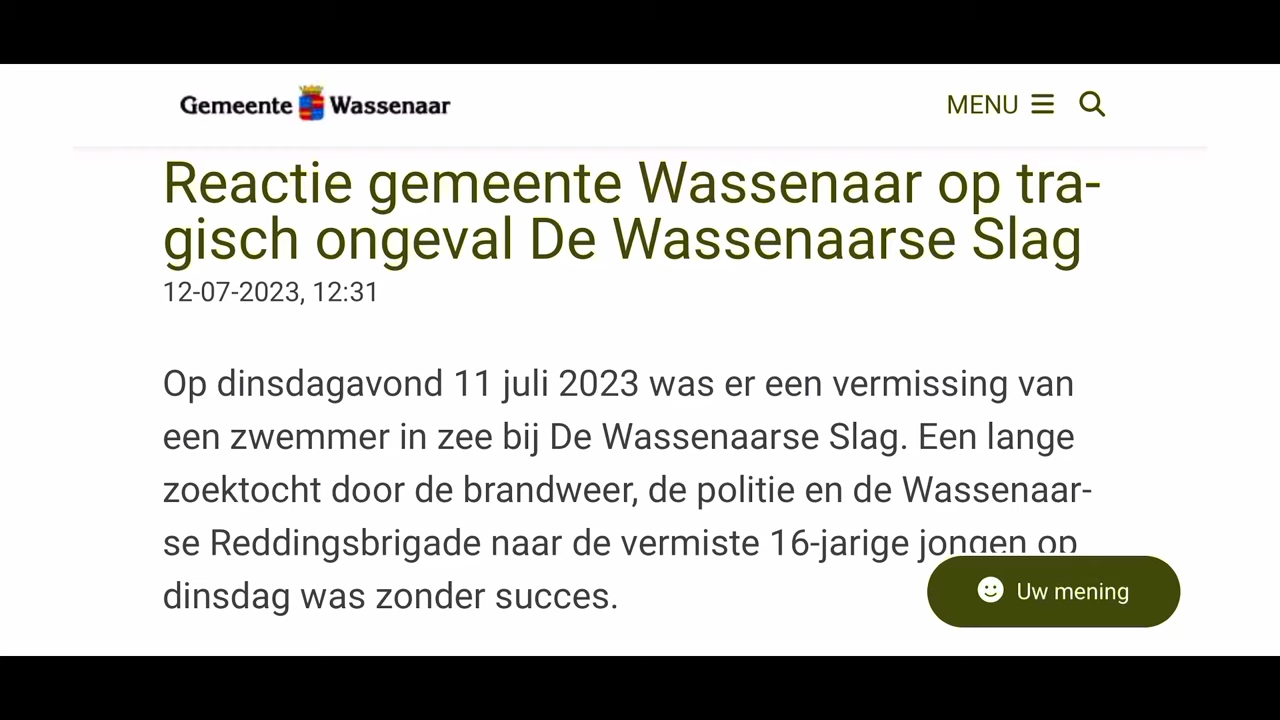 Gemeente Wassenaar
MENU
Reactie gemeente Wassenaar op tra-
gisch ongeval De Wassenaarse Slag
12-07-2023, 12:31
Op dinsdagavond 11 juli 2023 was er een vermissing van
een zwemmer in zee bij De Wassenaarse Slag. Een lange
zoektocht door de brandweer, de politie en de Wassenaar-
se Reddingsbrigade naar de vermiste 16-jarige jongen op
dinsdag was zonder succes.
Uw mening